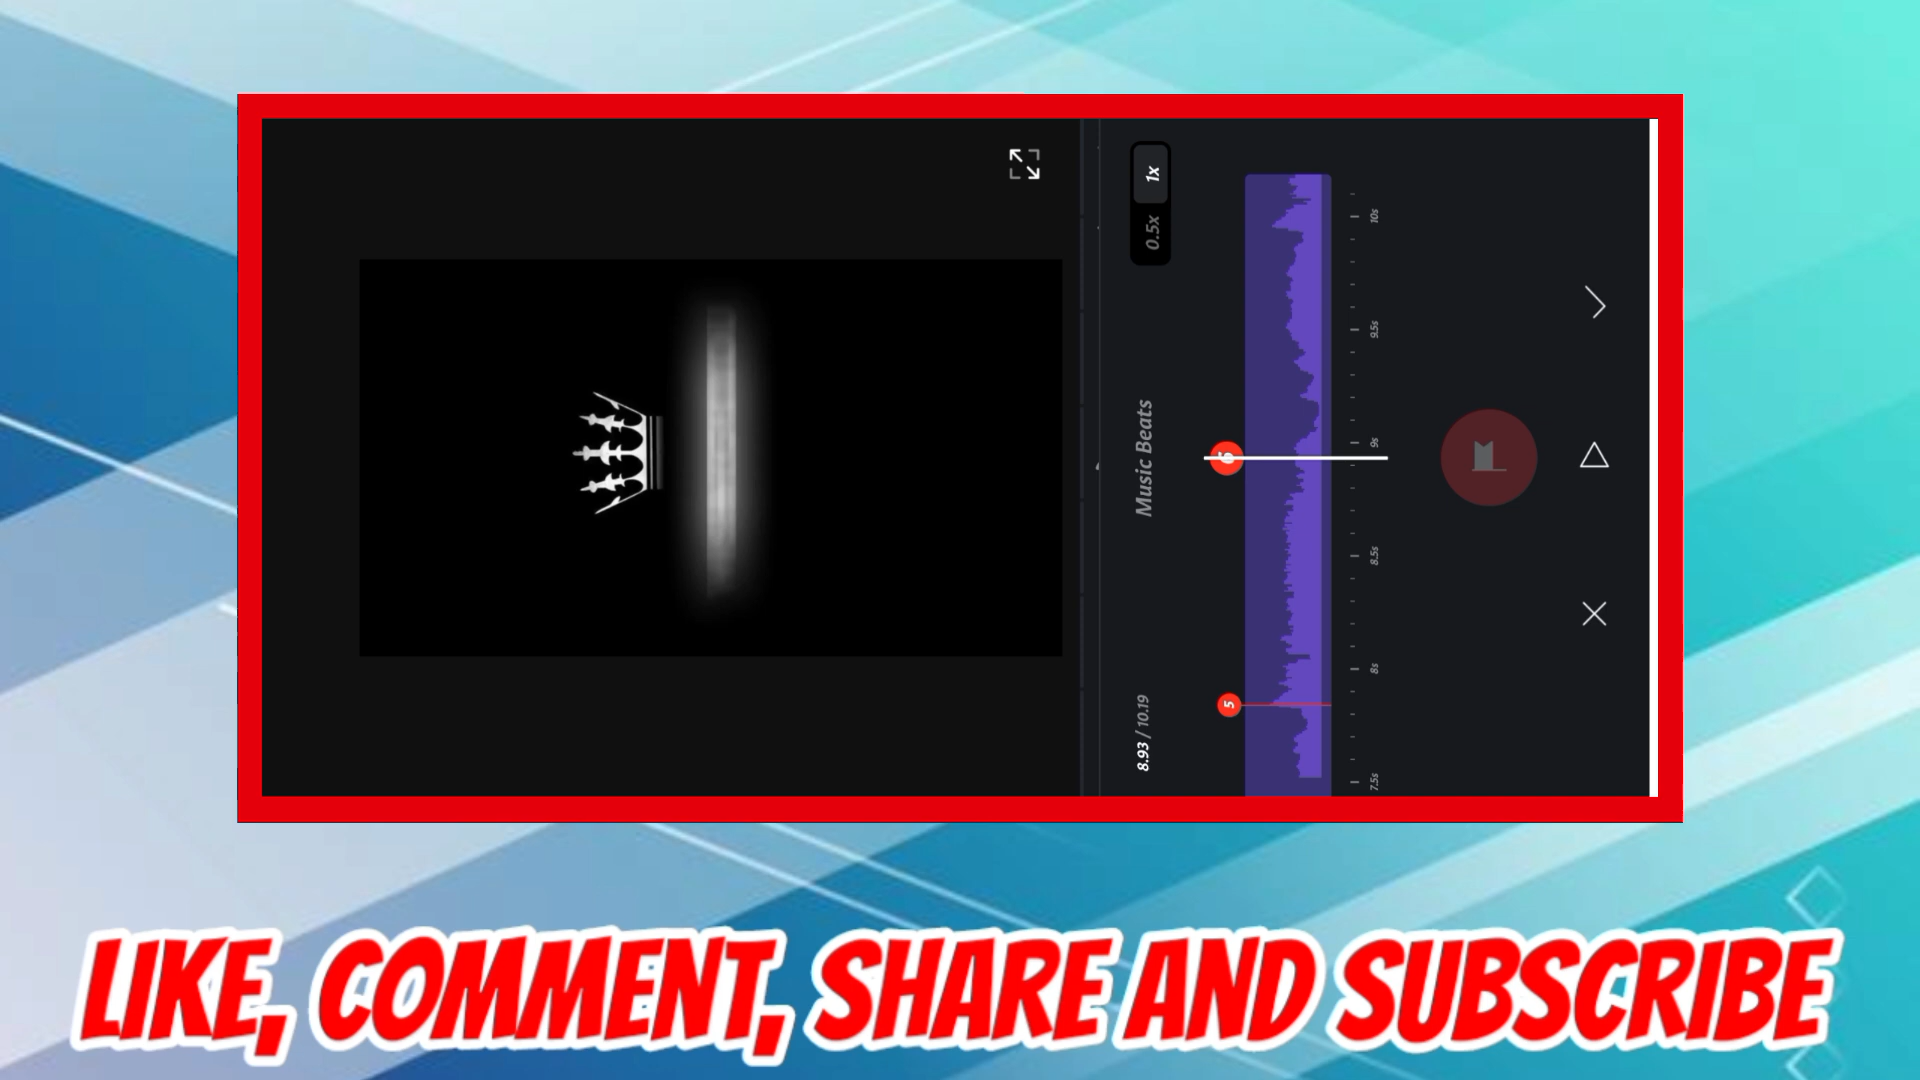 1x
0.5x
Music Beats
8.93 / 10.19
6
5
10s
9.5s
9s
8.5s
8s
7.5s
LIKE, COMMENT, SHARE AND SUBSCRIBE